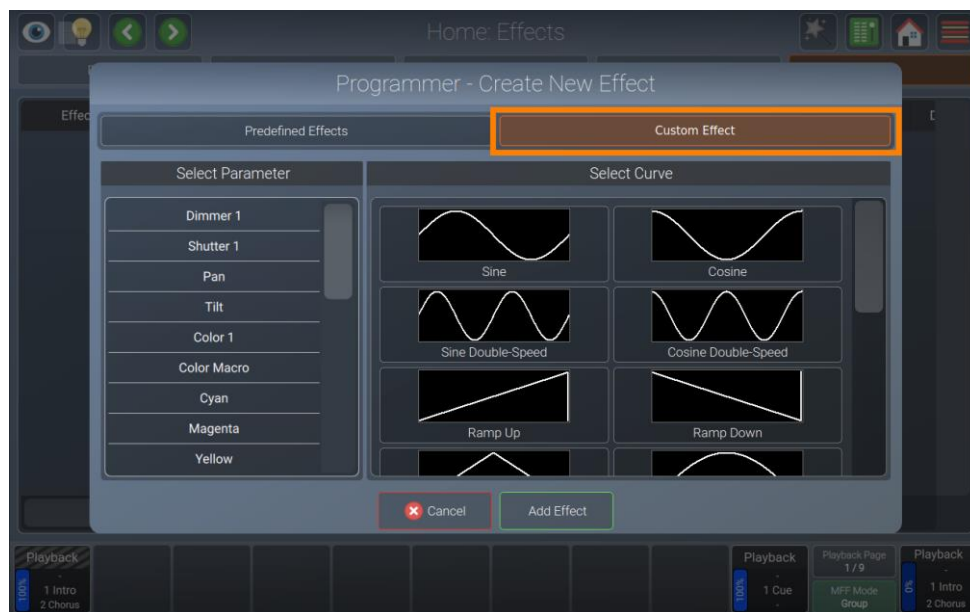 Home: Effects
Programmer - Create New Effect
Effec
Predefined Effects
Custom Effect
Select Parameter
Select Curve
Dimmer 1
Shutter 1
Pan
Tilt
Color 1
Color Macro
Cyan
Magenta
Yellow
Sine
Cosine
Sine Double-Speed
Cosine Double-Speed
Ramp Up
Ramp Down
Cancel
Add Effect
Playback
-
100%
1 Intro
2 Chorus
Playback
-
100%
1 Cue
-
Playback Page
1 / 9
MFF Mode
Group
Playback
-
0%
1 Intro
2 Chorus